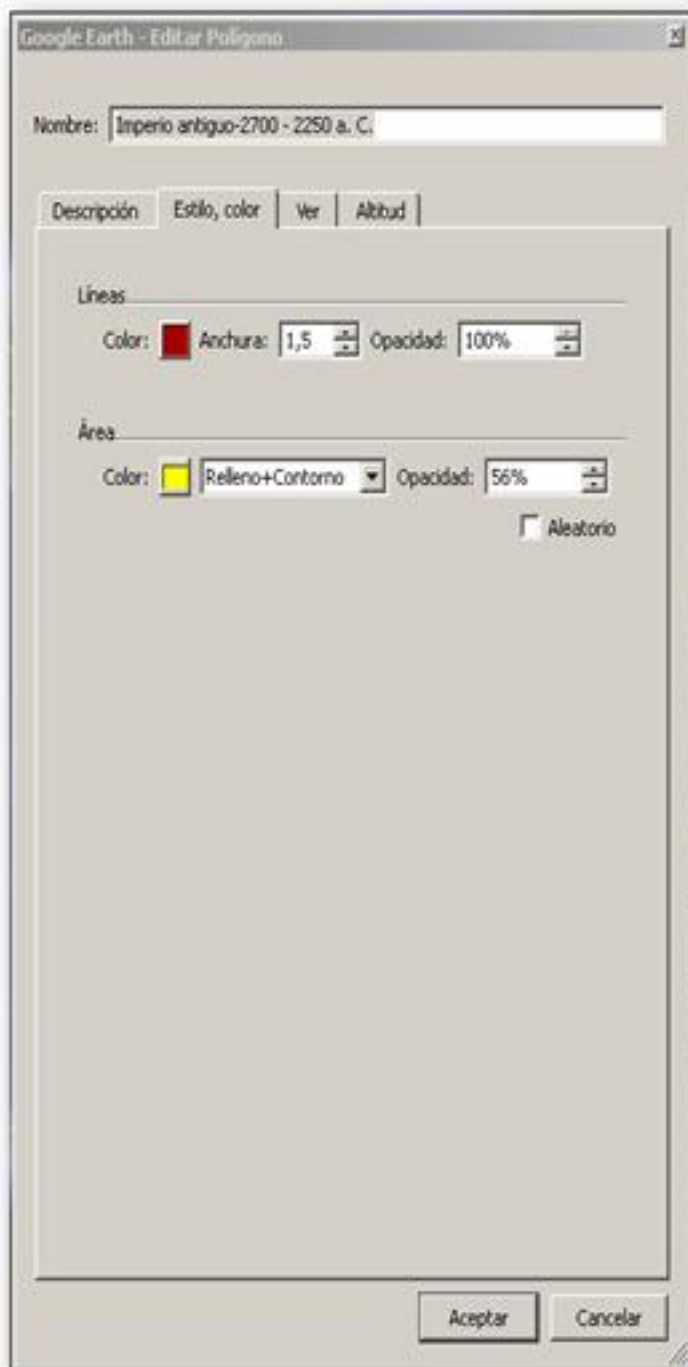 Google Earth - Editar Polígono
Nombre: Imperio antiguo-2700 - 2250 a. C.
Descripción Estilo, color Ver Altitud
Líneas
Color: Anchura: 1,5 Opacidad: 100%
Área
Color: Relleno+Contorno Opacidad: 56%
Aleatorio
Aceptar Cancelar